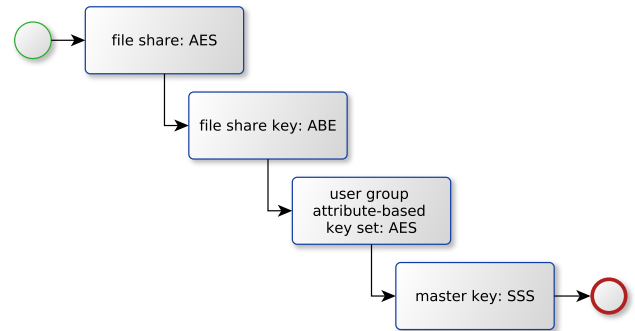 file share: AES
file share key: ABE
user group
attribute-based
key set: AES
master key: SSS